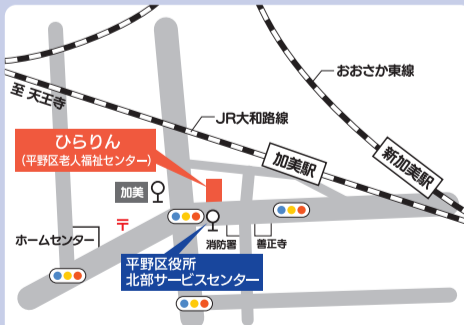 おおさか東線
至 天王寺
JR大和路線
ひらりん
(平野区老人福祉センター)
加美駅
新加美駅
加美
〒
ホームセンター
消防署
善正寺
平野区役所
北部サービスセンター